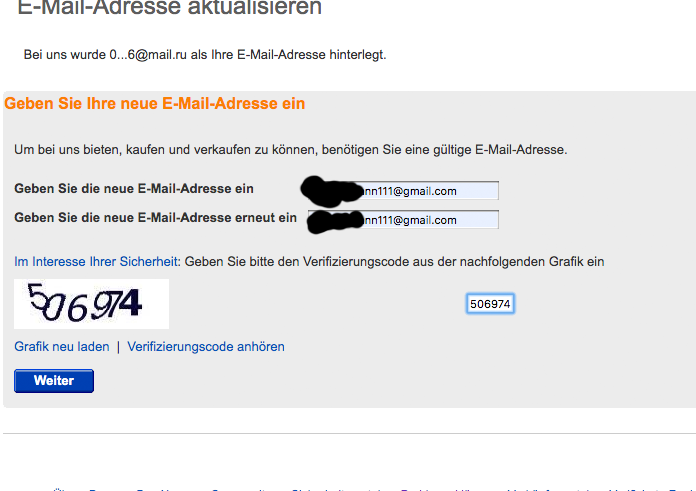 E-Mail-Adresse aktualisieren
Bei uns wurde 0...6@mail.ru als Ihre E-Mail-Adresse hinterlegt.
Geben Sie Ihre neue E-Mail-Adresse ein
Um bei uns bieten, kaufen und verkaufen zu können, benötigen Sie eine gültige E-Mail-Adresse.
Geben Sie die neue E-Mail-Adresse ein nn111@gmail.com
Geben Sie die neue E-Mail-Adresse erneut ein nn111@gmail.com
Im Interesse Ihrer Sicherheit: Geben Sie bitte den Verifizierungscode aus der nachfolgenden Grafik ein
506974 506974
Grafik neu laden | Verifizierungscode anhören
Weiter